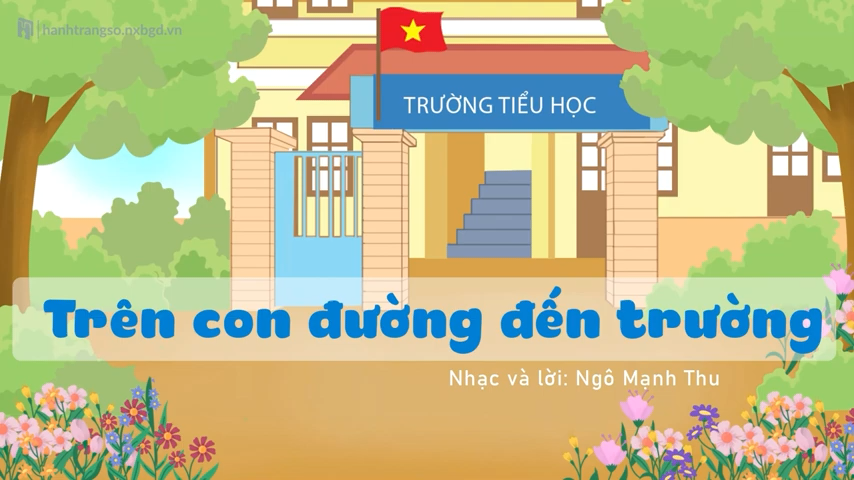 hanhtrangso.nxbgd.vn
TRƯỜNG TIỂU HỌC
Trên con đường đến trường
Nhạc và lời: Ngô Mạnh Thu